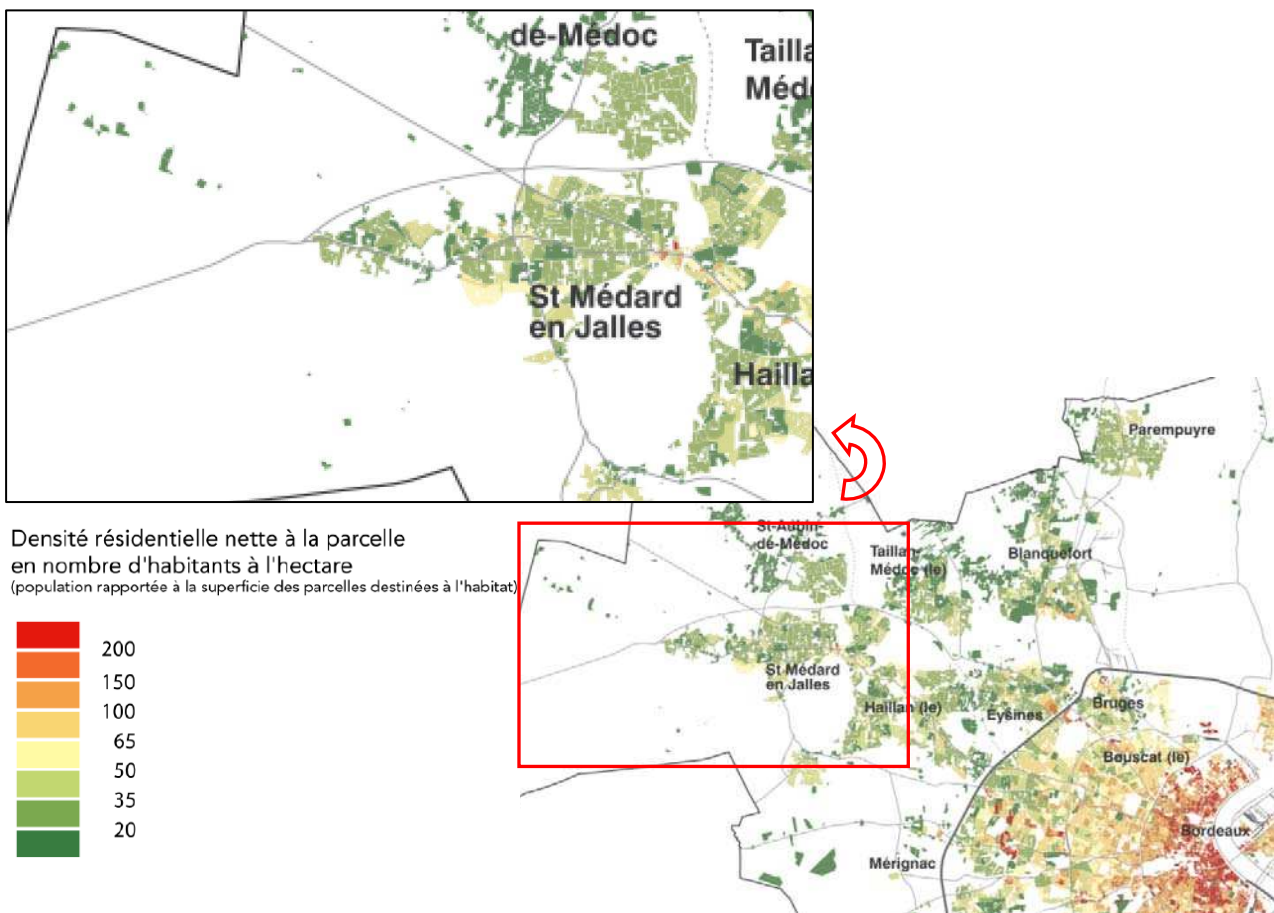 de-Médoc
Tailla
Méd
St Médard
en Jalles
Hailla
Densité résidentielle nette à la parcelle
en nombre d'habitants à l'hectare
(population rapportée à la superficie des parcelles destinées à l'habitat)
200
150
100
65
50
35
20
Parempuyre
St-Aubin-
de-Médoc
Taillan-
Médoc (le)
Blanquefort
St Médard
en Jalles
Haillan (le)
Eysines
Bruges
Bouscat (le)
Bordeaux
Mérignac